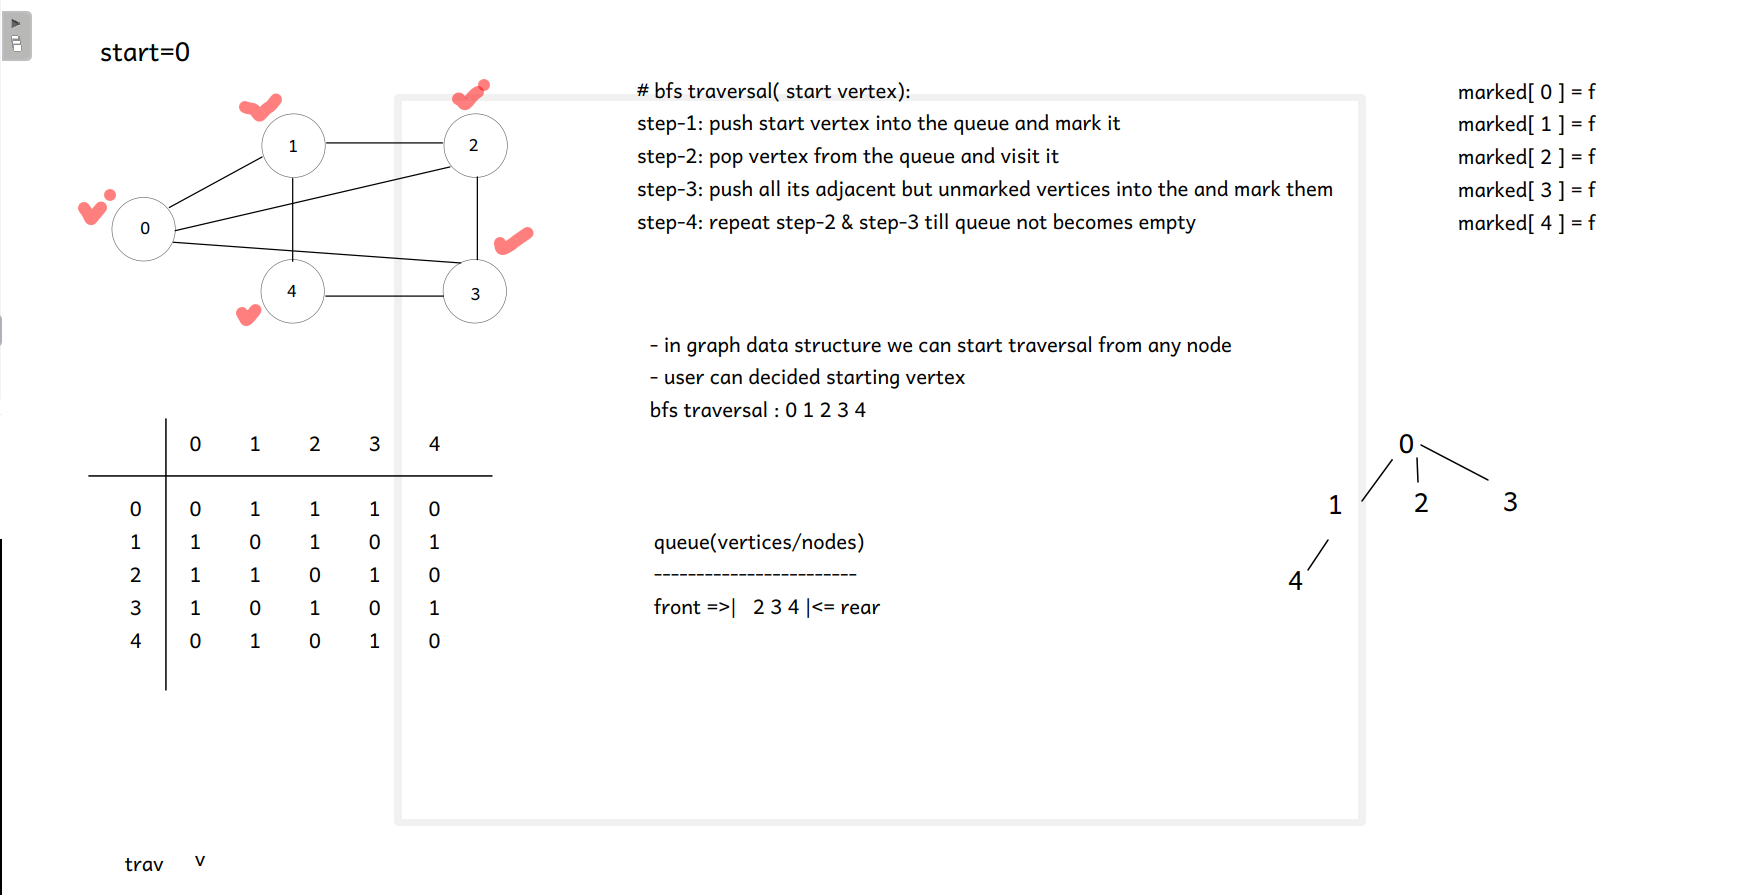 start=0
1
2
0
4
3
# bfs traversal( start vertex):
step-1: push start vertex into the queue and mark it
step-2: pop vertex from the queue and visit it
step-3: push all its adjacent but unmarked vertices into the and mark them
step-4: repeat step-2 & step-3 till queue not becomes empty
marked[ 0 ] = f
marked[ 1 ] = f
marked[ 2 ] = f
marked[ 3 ] = f
marked[ 4 ] = f
- in graph data structure we can start traversal from any node
- user can decided starting vertex
bfs traversal : 0 1 2 3 4
0 1 2 3 4
0 0 1 1 1 0
1 1 0 1 0 1
2 1 1 0 1 0
3 1 0 1 0 1
4 0 1 0 1 0
queue(vertices/nodes)
------------------------
front =>| 2 3 4 |<= rear
0
1 2 3
4
trav v